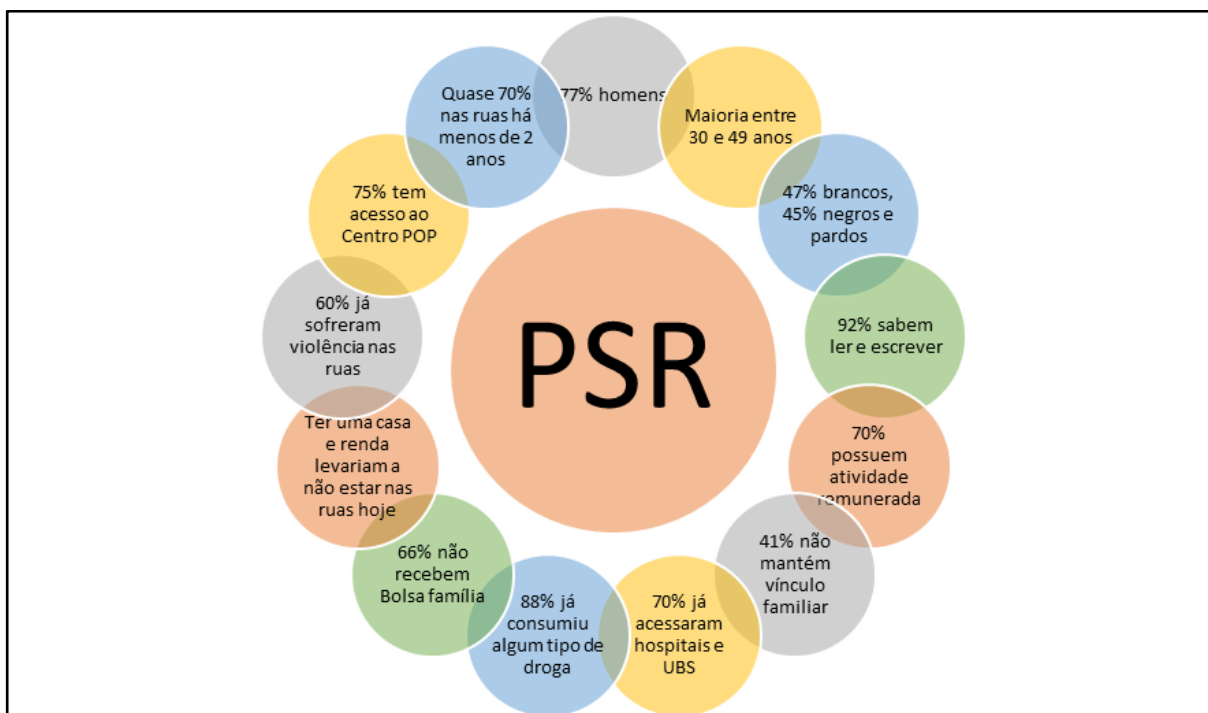 77% homens
Maioria entre
30 e 49 anos
47% brancos,
45% negros e
pardos
92% sabem
ler e escrever
70%
possuem
atividade
remunerada
41% não
mantém
vínculo
familiar
70% já
acessaram
hospitais e
UBS
88% já
consumiu
algum tipo de
droga
66% não
recebem
Bolsa família
Ter uma casa
e renda
levariam a
não estar nas
ruas hoje
60% já
sofreram
violência nas
ruas
75% tem
acesso ao
Centro POP
Quase 70%
nas ruas há
menos de 2
anos
PSR